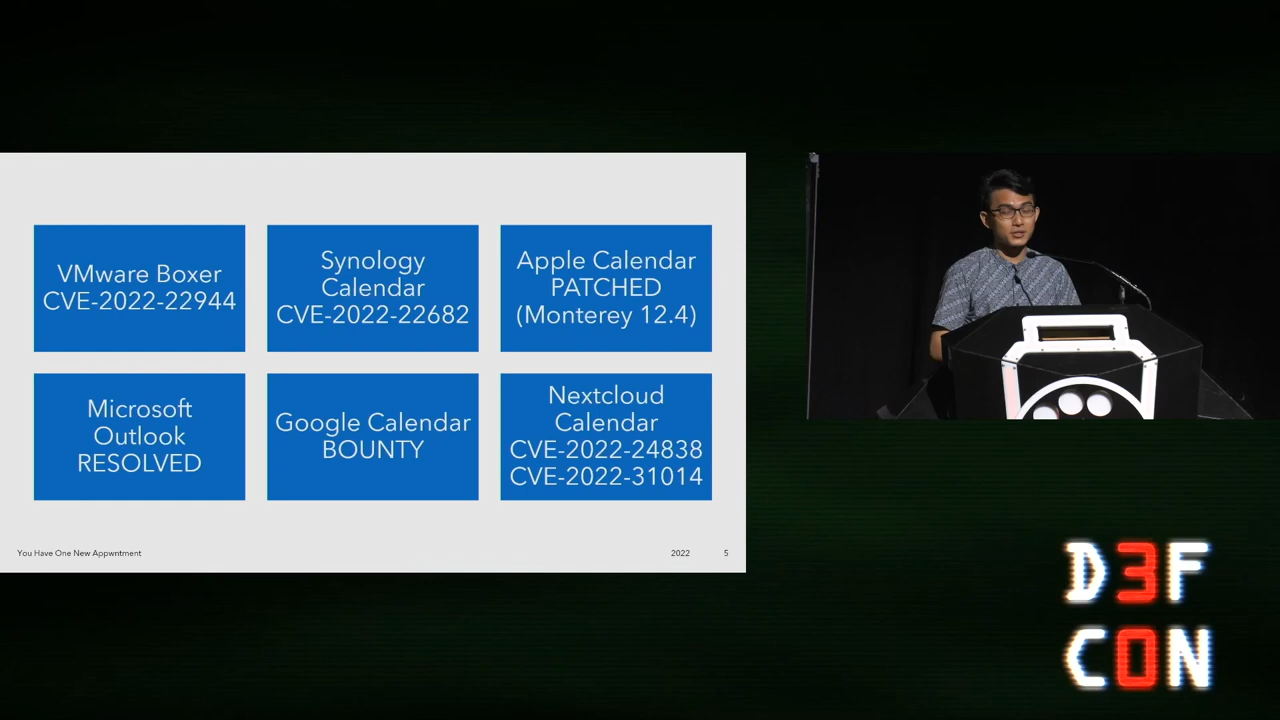 VMware Boxer
CVE-2022-22944
Synology
Calendar
CVE-2022-22682
Apple Calendar
PATCHED
(Monterey 12.4)
Microsoft
Outlook
RESOLVED
Google Calendar
BOUNTY
Nextcloud
Calendar
CVE-2022-24838
CVE-2022-31014
You Have One New Appwntment
2022
5
D3F
C0N